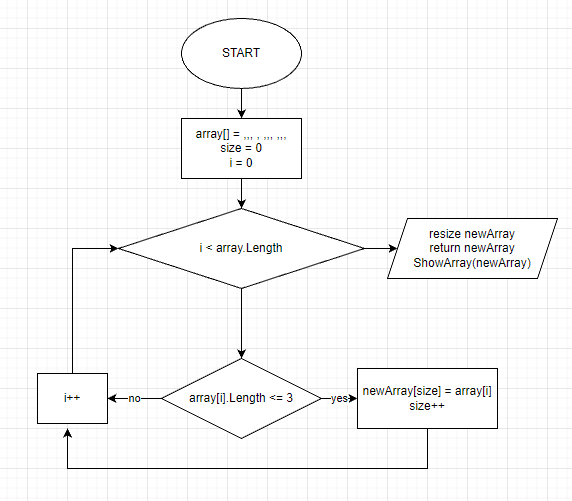 START
array[] = ,,, , ,,, ,,,
size = 0
i = 0
i < array.Length
resize newArray
return newArray
ShowArray(newArray)
i++
no
array[i].Length <= 3
yes
newArray[size] = array[i]
size++